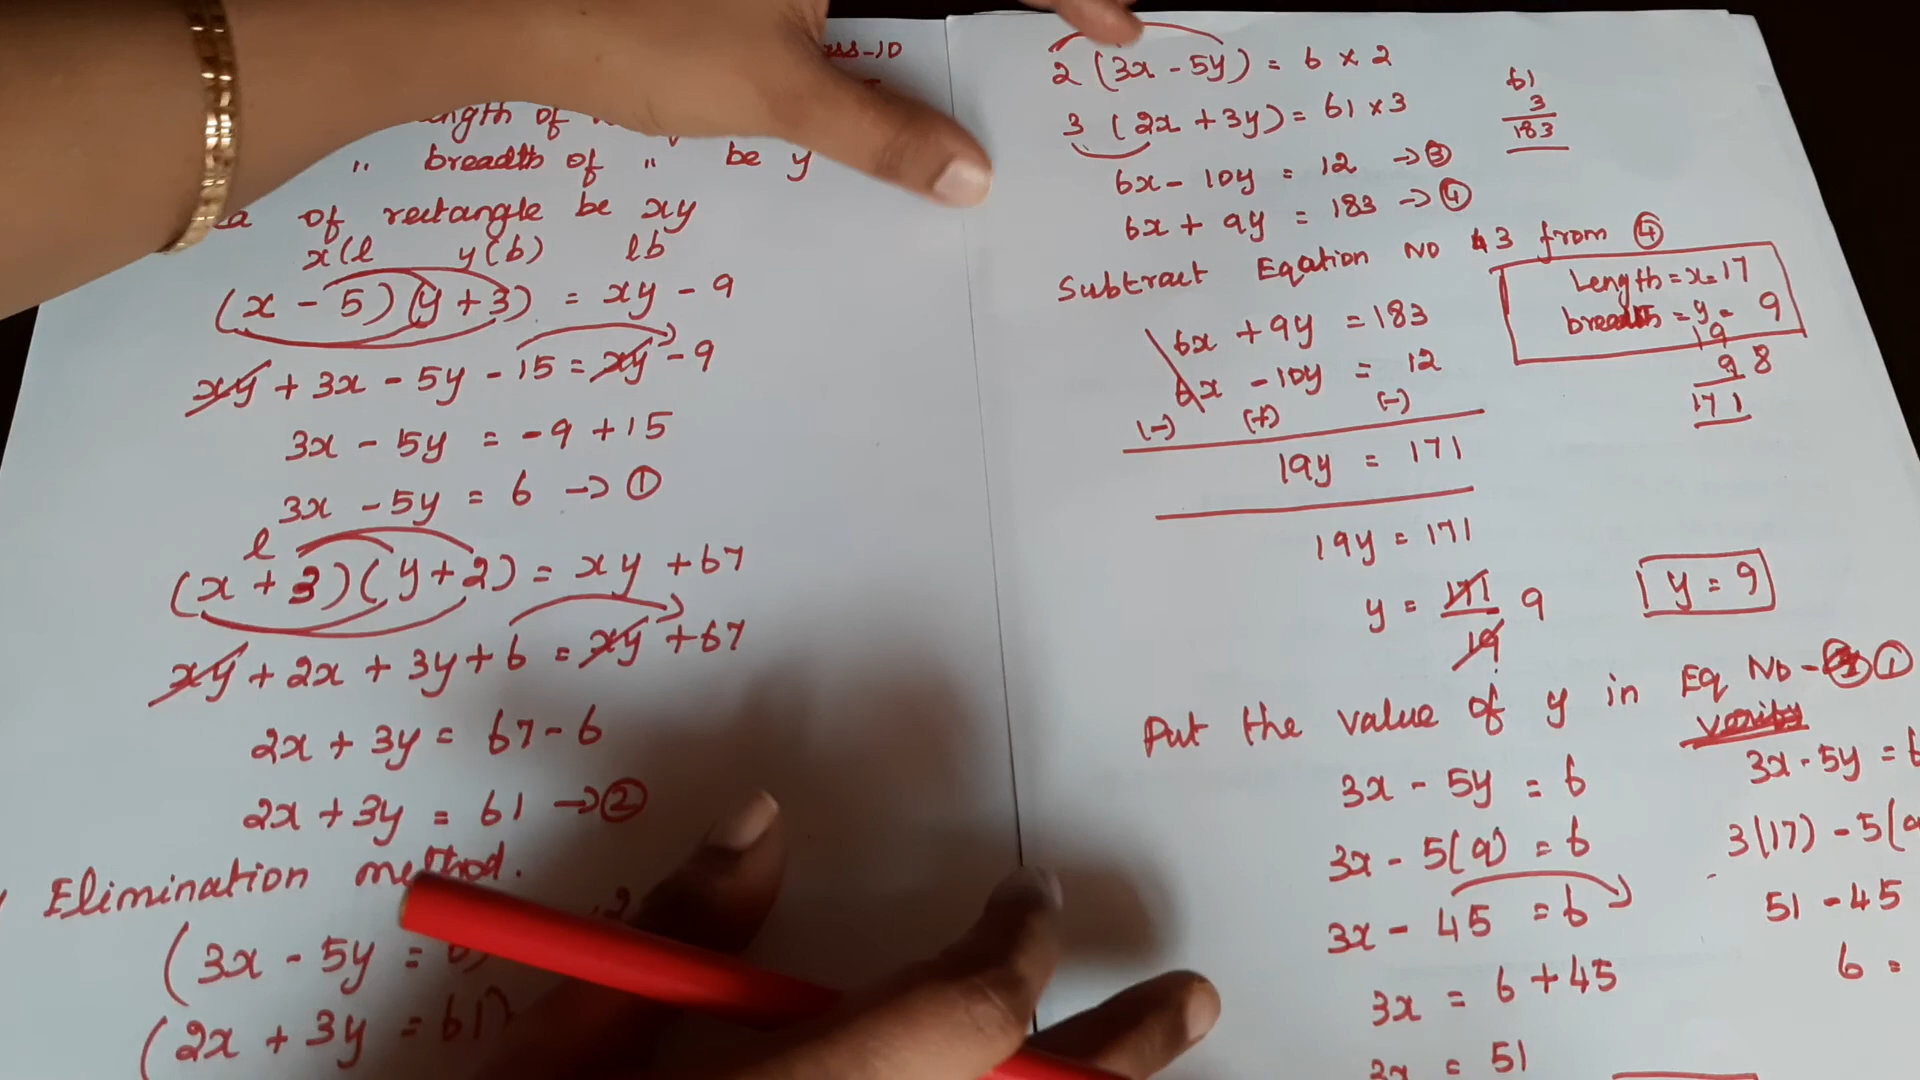 ss-10
ngth of
" breadth of " be y
of rectangle be xy
x(l y(b) lb
(x - 5)(y + 3) = xy - 9
xy + 3x - 5y - 15 = xy - 9
3x - 5y = -9 + 15
3x - 5y = 6 → ①
l
(x + 3)(y + 2) = xy + 67
xy + 2x + 3y + 6 = xy + 67
2x + 3y = 67 - 6
2x + 3y = 61 → ②
Elimination method.
(3x - 5y =
(2x + 3y = 61)
2 (3x - 5y) = 6 × 2
3 (2x + 3y) = 61 × 3
61
3
183
6x - 10y = 12 → ③
6x + 9y = 183 → ④
Subtract Eqation No 3 from ④
Length = x = 17
breadth = y = 9
19
9 8
171
6x + 9y = 183
6x - 10y = 12
(-) (+) (-)
19y = 171
19y = 171
y = 171/19 9
y = 9
Put the value of y in Eq No - ①
3x - 5y = 6
3x - 5(9) = 6
3x - 45 = 6
3x = 6 + 45
3x = 51
verify
3x - 5y = 6
3(17) - 5(9
51 - 45
6 =